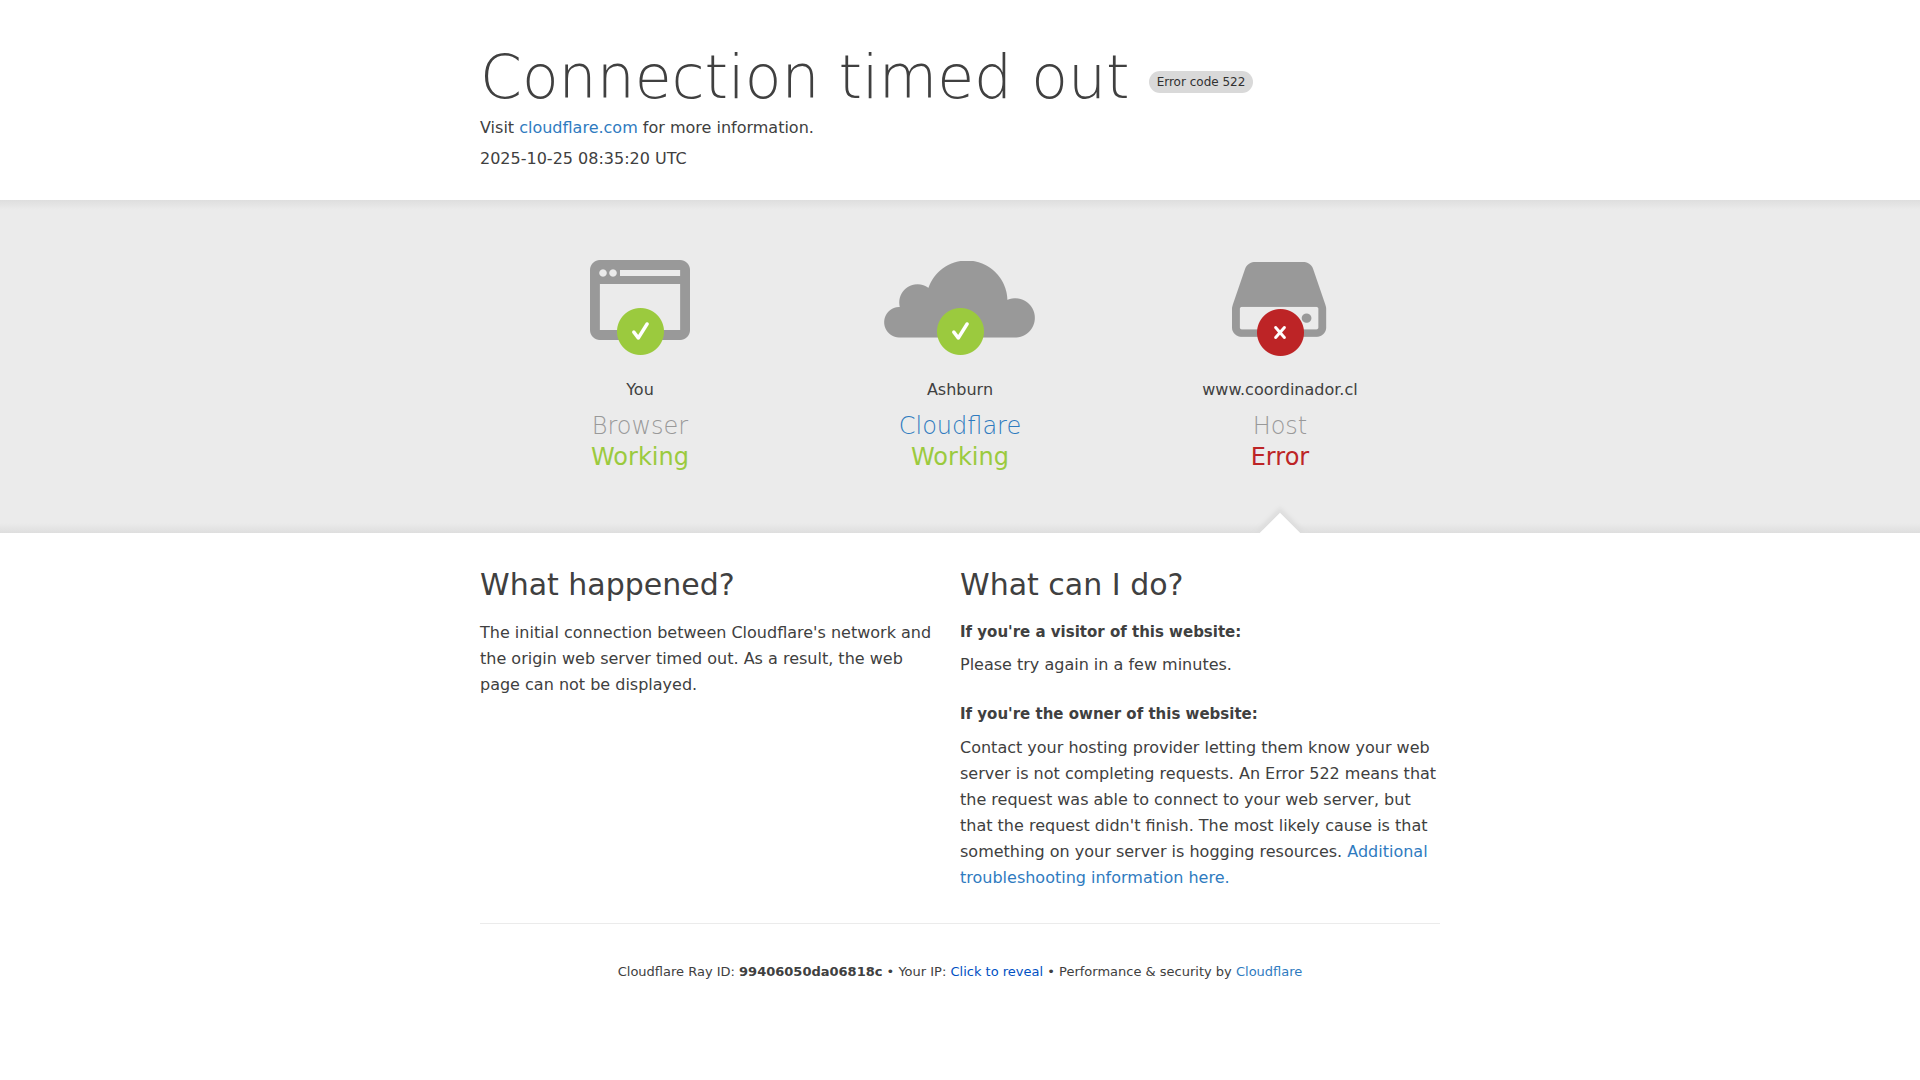 Connection timed out Error code 522
Visit cloudflare.com for more information.
2025-10-25 08:35:20 UTC
You
Browser
Working
Ashburn
Cloudflare
Working
www.coordinador.cl
Host
Error
What happened?
The initial connection between Cloudflare's network and
the origin web server timed out. As a result, the web
page can not be displayed.
What can I do?
If you're a visitor of this website:
Please try again in a few minutes.
If you're the owner of this website:
Contact your hosting provider letting them know your web
server is not completing requests. An Error 522 means that
the request was able to connect to your web server, but
that the request didn't finish. The most likely cause is that
something on your server is hogging resources. Additional
troubleshooting information here.
Cloudflare Ray ID: 99406050da06818c • Your IP: Click to reveal • Performance & security by Cloudflare